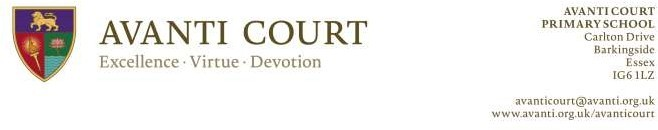 AVANTI COURT
Excellence · Virtue · Devotion
AVANTI COURT
PRIMARY SCHOOL
Carlton Drive
Barkingside
Essex
IG6 1LZ
avanticourt@avanti.org.uk
www.avanti.org.uk/avanticourt